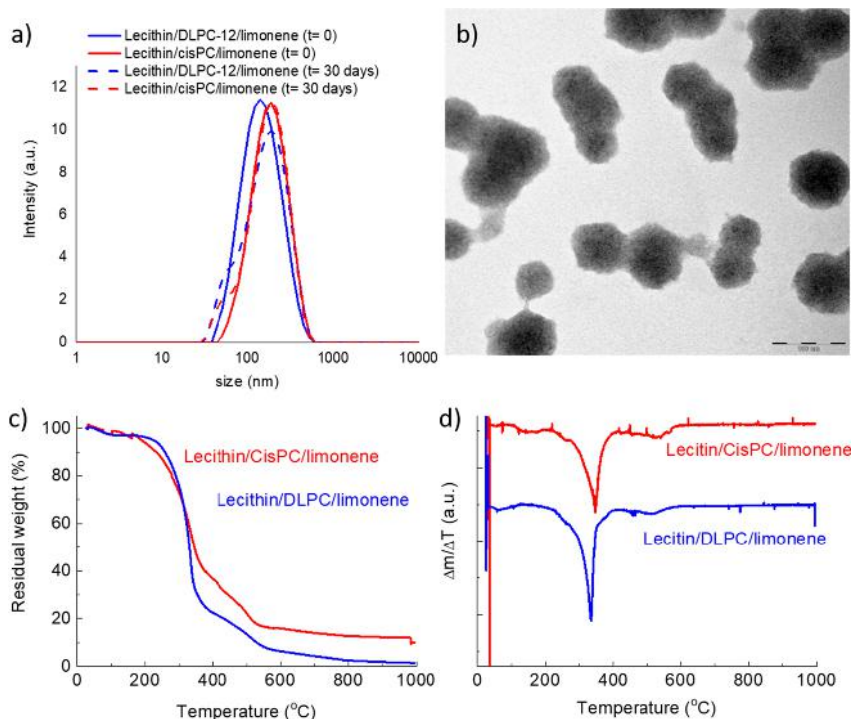 a)
Lecithin/DLPC-12/limonene (t= 0)
Lecithin/cisPC/limonene (t= 0)
Lecithin/DLPC-12/limonene (t= 30 days)
Lecithin/cisPC/limonene (t= 30 days)
12
10
8
6
4
2
0
Intensity (a.u.)
1 10 100 1000 10000
size (nm)
b)
c)
100
80
60
40
20
0
Residual weight (%)
Lecithin/CisPC/limonene
Lecithin/DLPC/limonene
0 200 400 600 800 1000
Temperature (°C)
d)
Δm/ΔT (a.u.)
Lecitin/CisPC/limonene
Lecitin/DLPC/limonene
0 200 400 600 800 1000
Temperature (°C)